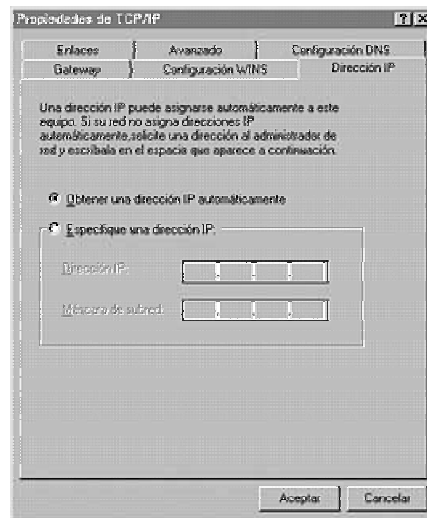 Propiedades de TCP/IP
Enlaces Avanzado Configuración DNS
Gateway Configuración WINS Dirección IP
Una dirección IP puede asignarse automáticamente a este
equipo. Si su red no asigna direcciones IP
automáticamente, solicite una dirección al administrador de
red y escríbala en el espacio que aparece a continuación.
Obtener una dirección IP automáticamente
Especifique una dirección IP:
Dirección IP:
Máscara de subred:
Aceptar Cancelar